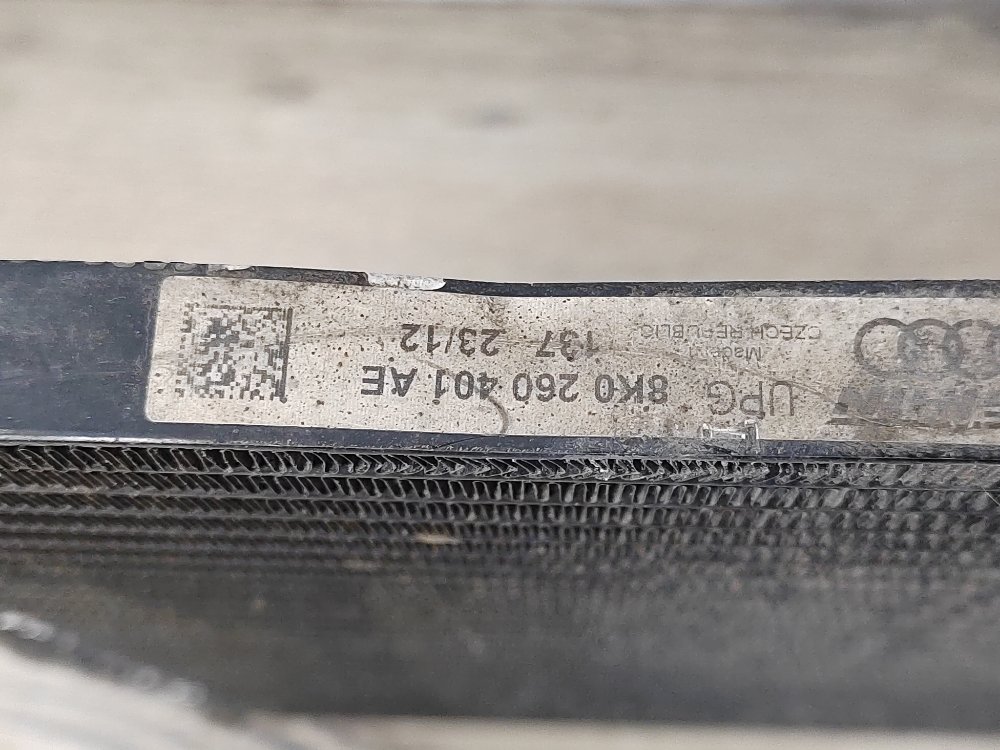 UPG 8K0 260 401 AE
Made in
CZECH REPUBLIC
137 23/12